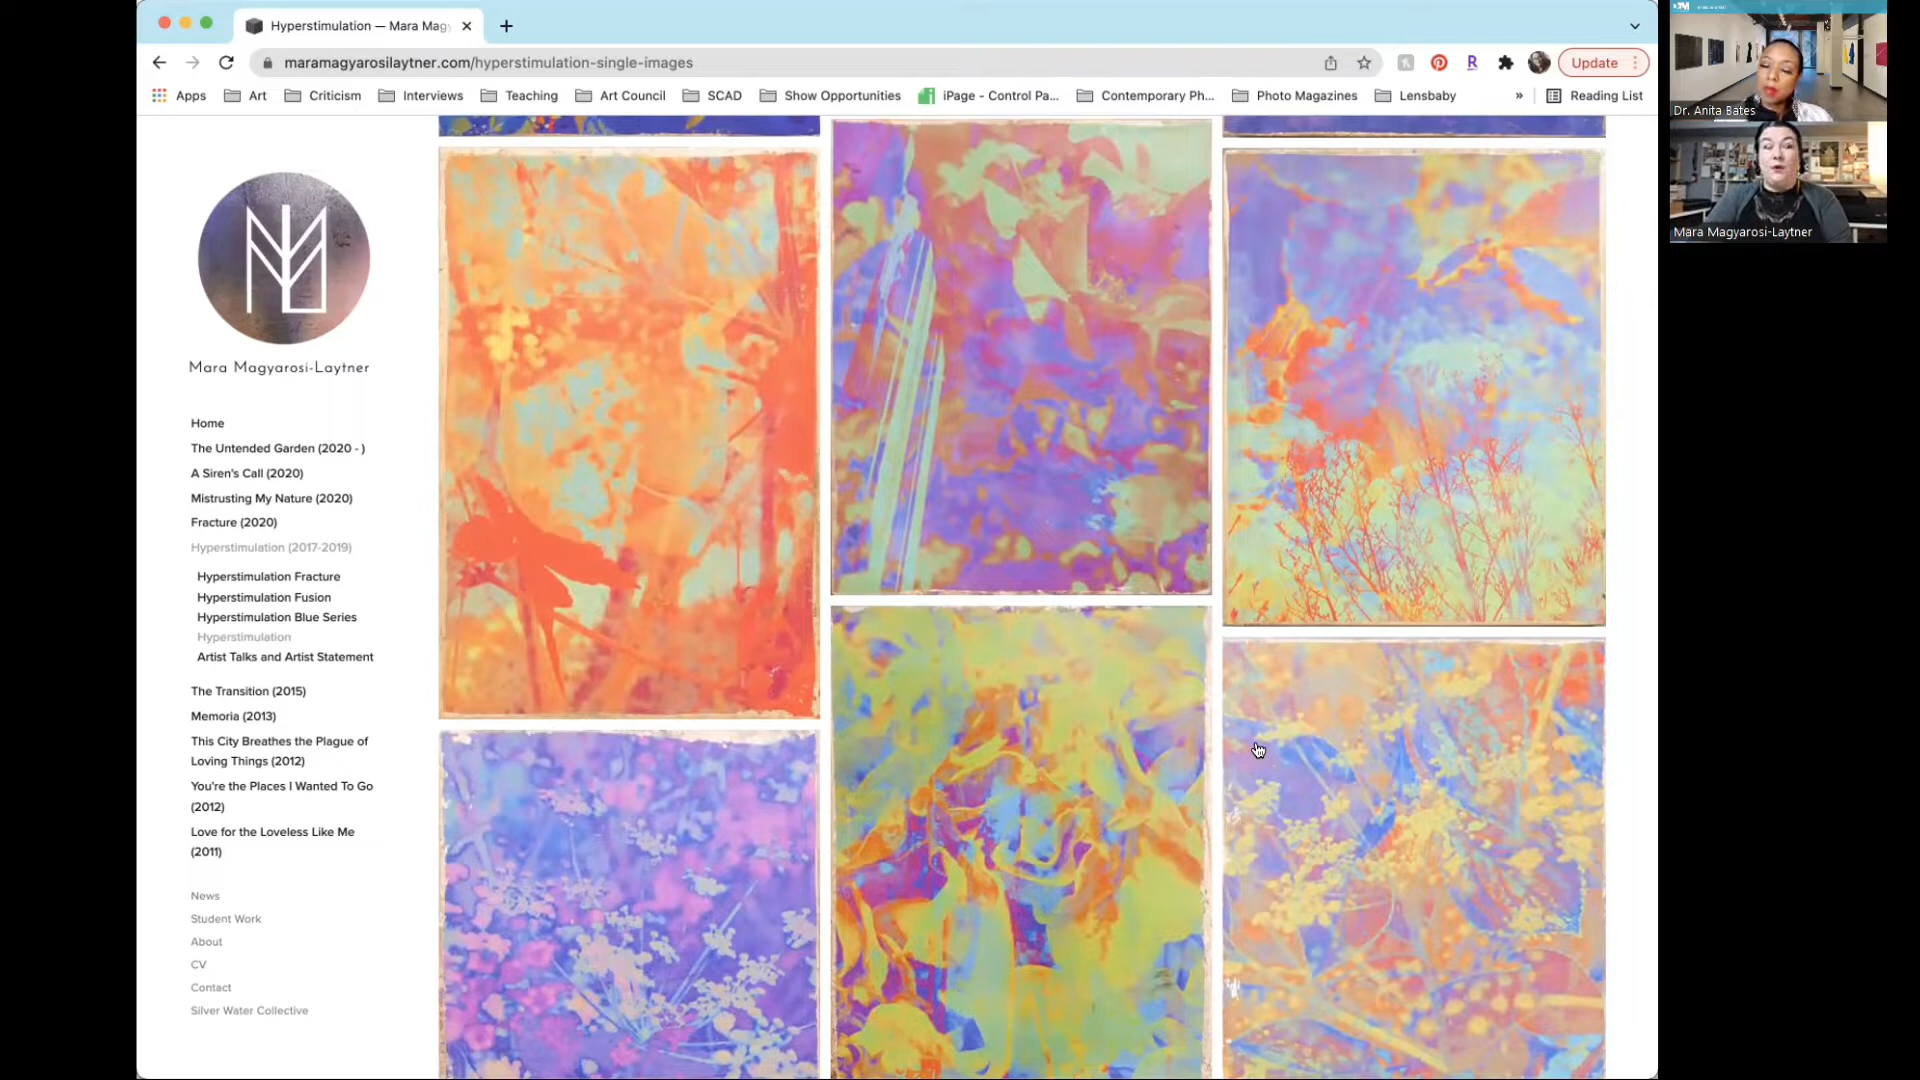 Hyperstimulation — Mara Mag
maramagyarosilaytner.com/hyperstimulation-single-images
Update
Apps
Art
Criticism
Interviews
Teaching
Art Council
SCAD
Show Opportunities
iPage - Control Pa...
Contemporary Ph...
Photo Magazines
Lensbaby
»
Reading List
Mara Magyarosi-Laytner
Home
The Untended Garden (2020 - )
A Siren's Call (2020)
Mistrusting My Nature (2020)
Fracture (2020)
Hyperstimulation (2017-2019)
Hyperstimulation Fracture
Hyperstimulation Fusion
Hyperstimulation Blue Series
Hyperstimulation
Artist Talks and Artist Statement
The Transition (2015)
Memoria (2013)
This City Breathes the Plague of
Loving Things (2012)
You're the Places I Wanted To Go
(2012)
Love for the Loveless Like Me
(2011)
News
Student Work
About
CV
Contact
Silver Water Collective
Dr. Anita Bates
Mara Magyarosi-Laytner